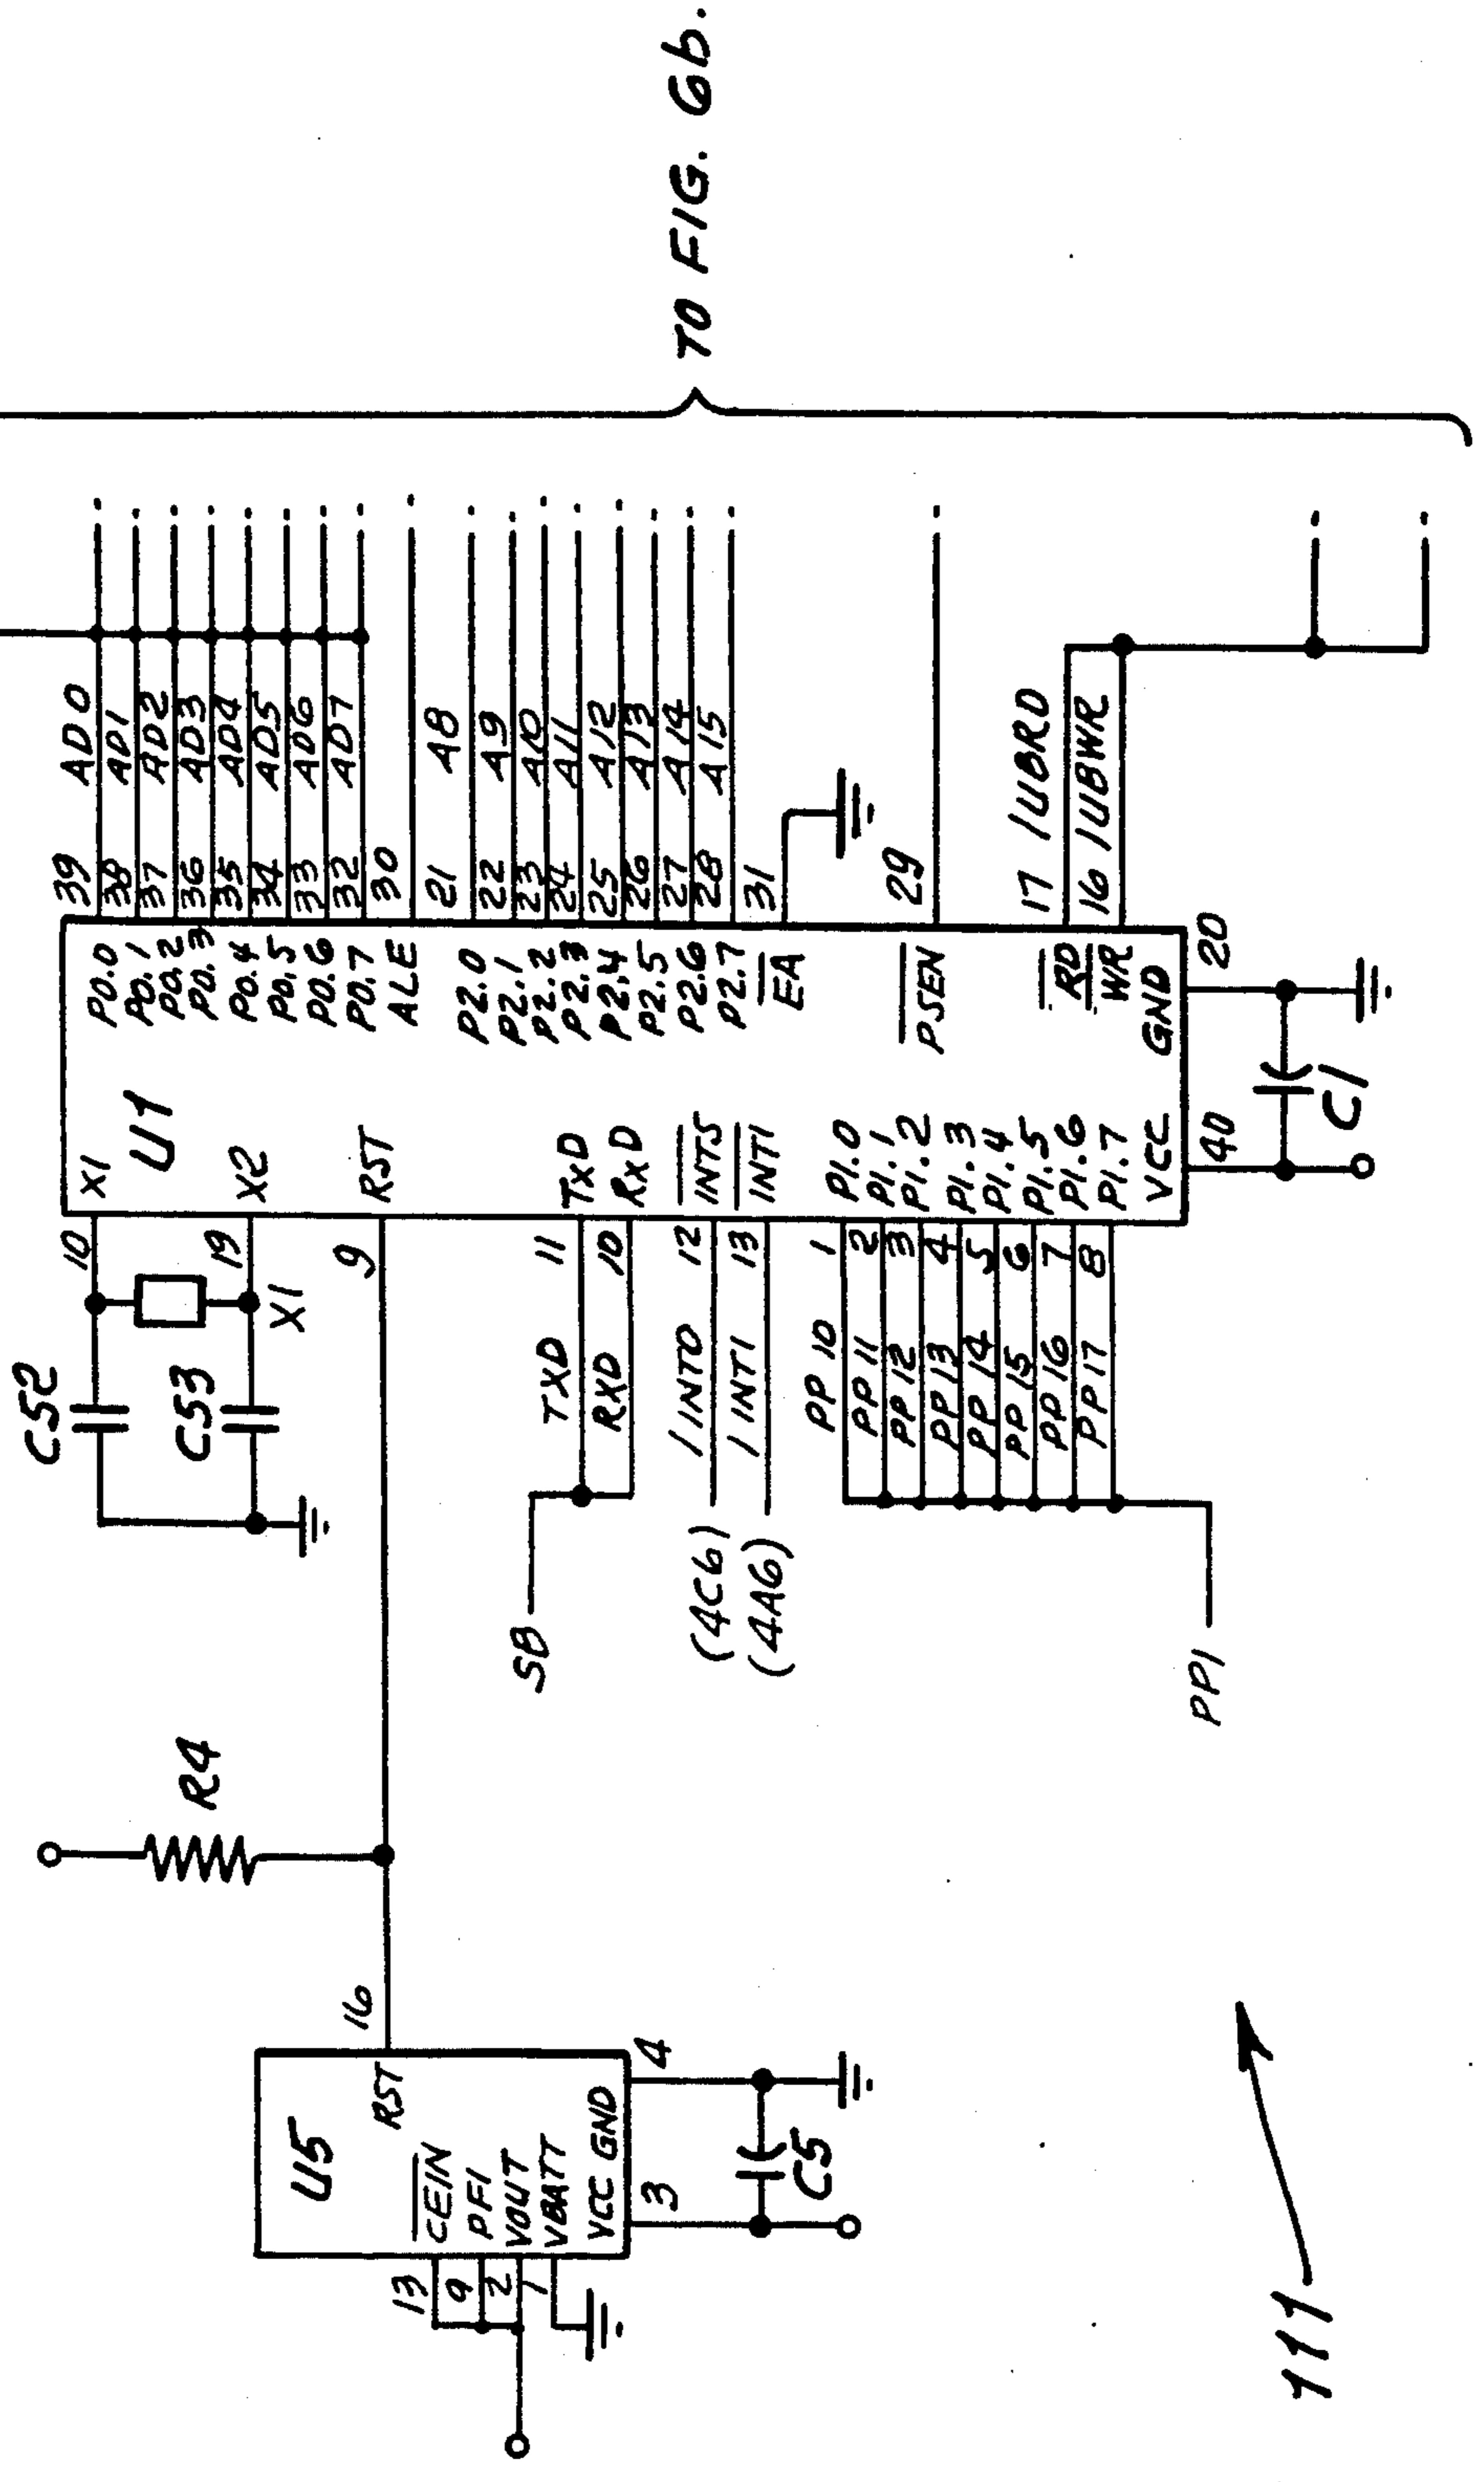 C52
C53
10
19
X1
R4
9
16
U5
RST
CEIN
PFI
VOUT
VBATT
VCC GND
13
9
2
1
3
4
C5
U1
X1
X2
RST
TxD
RxD
INT5
INT1
P1.0
P1.1
P1.2
P1.3
P1.4
P1.5
P1.6
P1.7
VCC
GND
P0.0
P0.1
P0.2
P0.3
P0.4
P0.5
P0.6
P0.7
ALE
P2.0
P2.1
P2.2
P2.3
P2.4
P2.5
P2.6
P2.7
EA
PSEN
RD
WR
SB
TXD 11
RXD 10
(4C6) /INT0 12
(4A6) /INT1 13
PP10 1
PP11 2
PP12 3
PP13 4
PP14 5
PP15 6
PP16 7
PP17 8
PP1
40
20
C1
39 AD0
38 AD1
37 AD2
36 AD3
35 AD4
34 AD5
33 AD6
32 AD7
30
21 A8
22 A9
23 A10
24 A11
25 A12
26 A13
27 A14
28 A15
31
29
17 /UBRD
16 /UBWR
TO FIG. 6b.
111